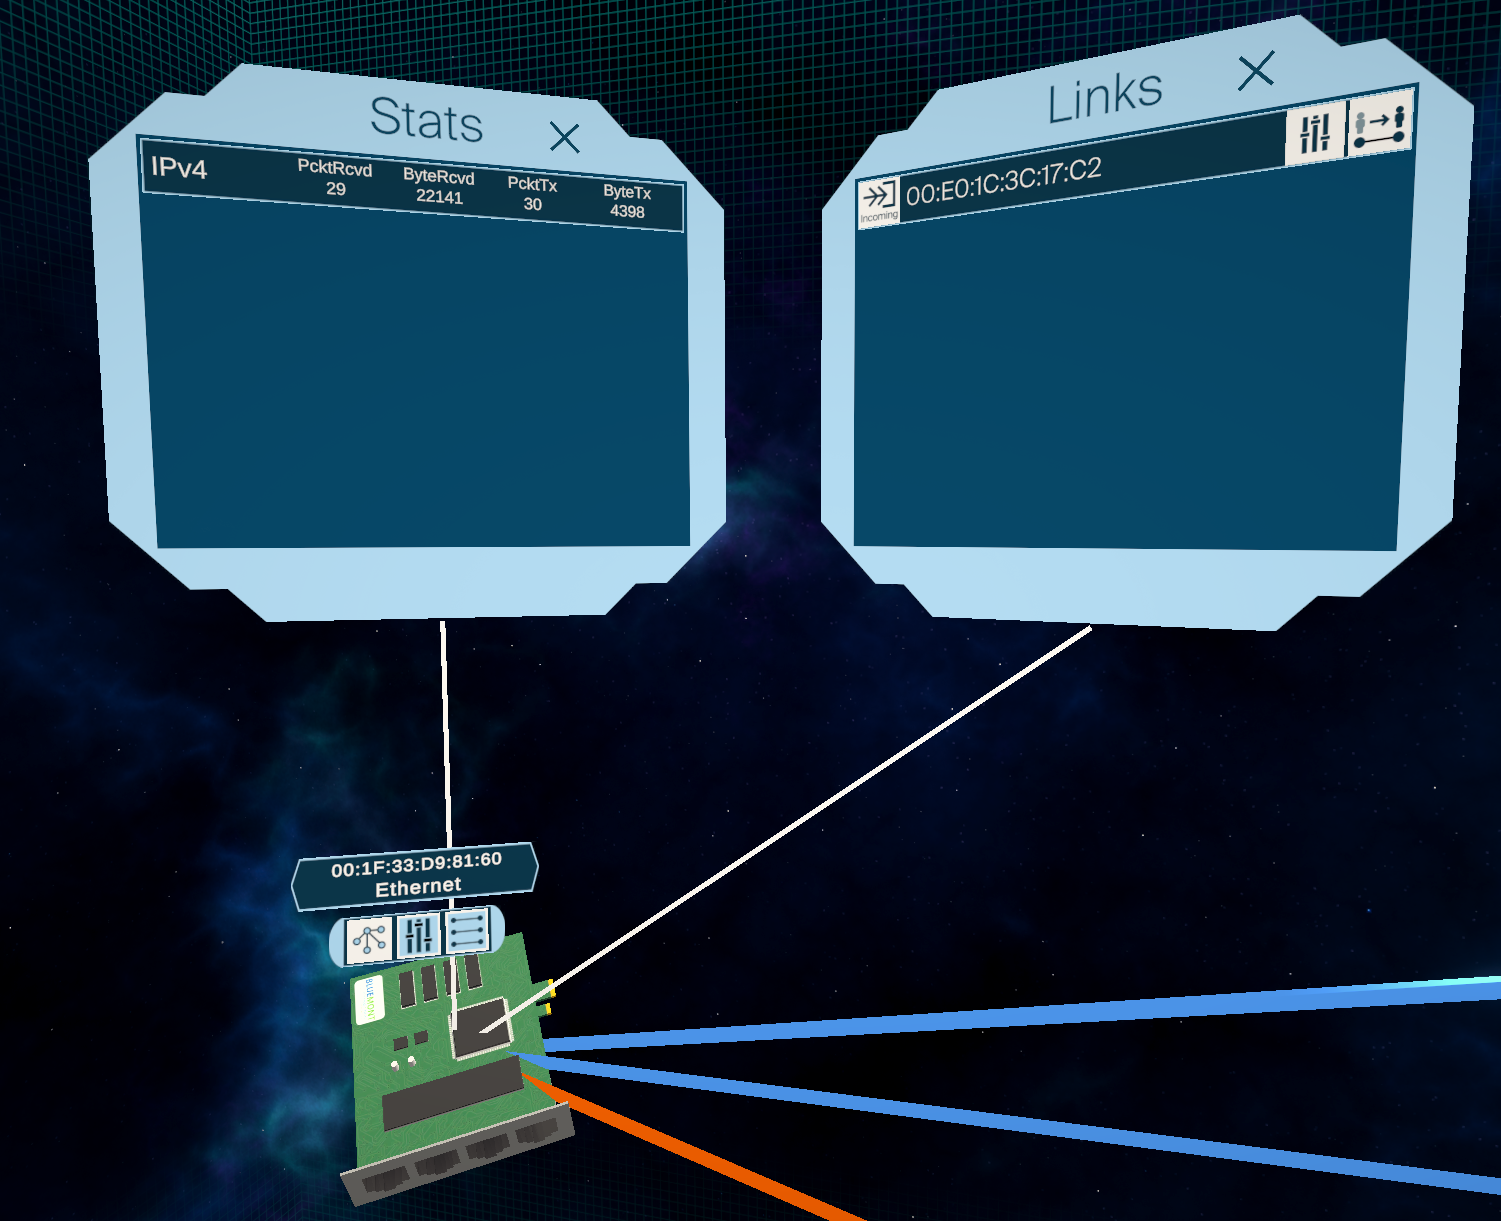 Stats
IPv4
PcktRcvd
29
ByteRcvd
22141
PcktTx
30
ByteTx
4398
Links
Incoming
00:E0:1C:3C:17:C2
00:1F:33:D9:81:60
Ethernet